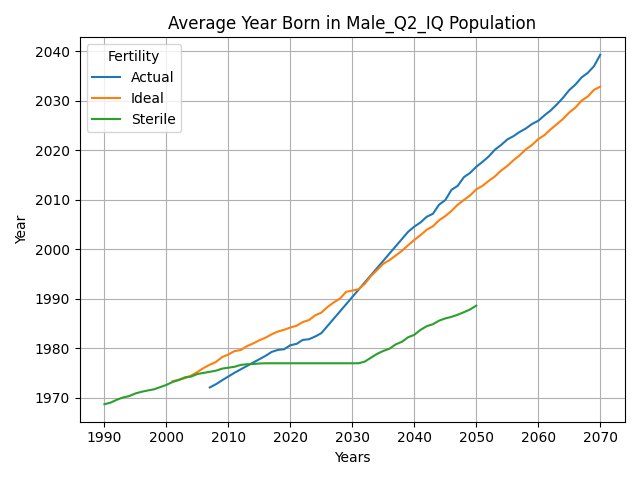 Average Year Born in Male_Q2_IQ Population
Fertility
Actual
Ideal
Sterile
2040
2030
2020
2010
2000
1990
1980
1970
Year
1990 2000 2010 2020 2030 2040 2050 2060 2070
Years